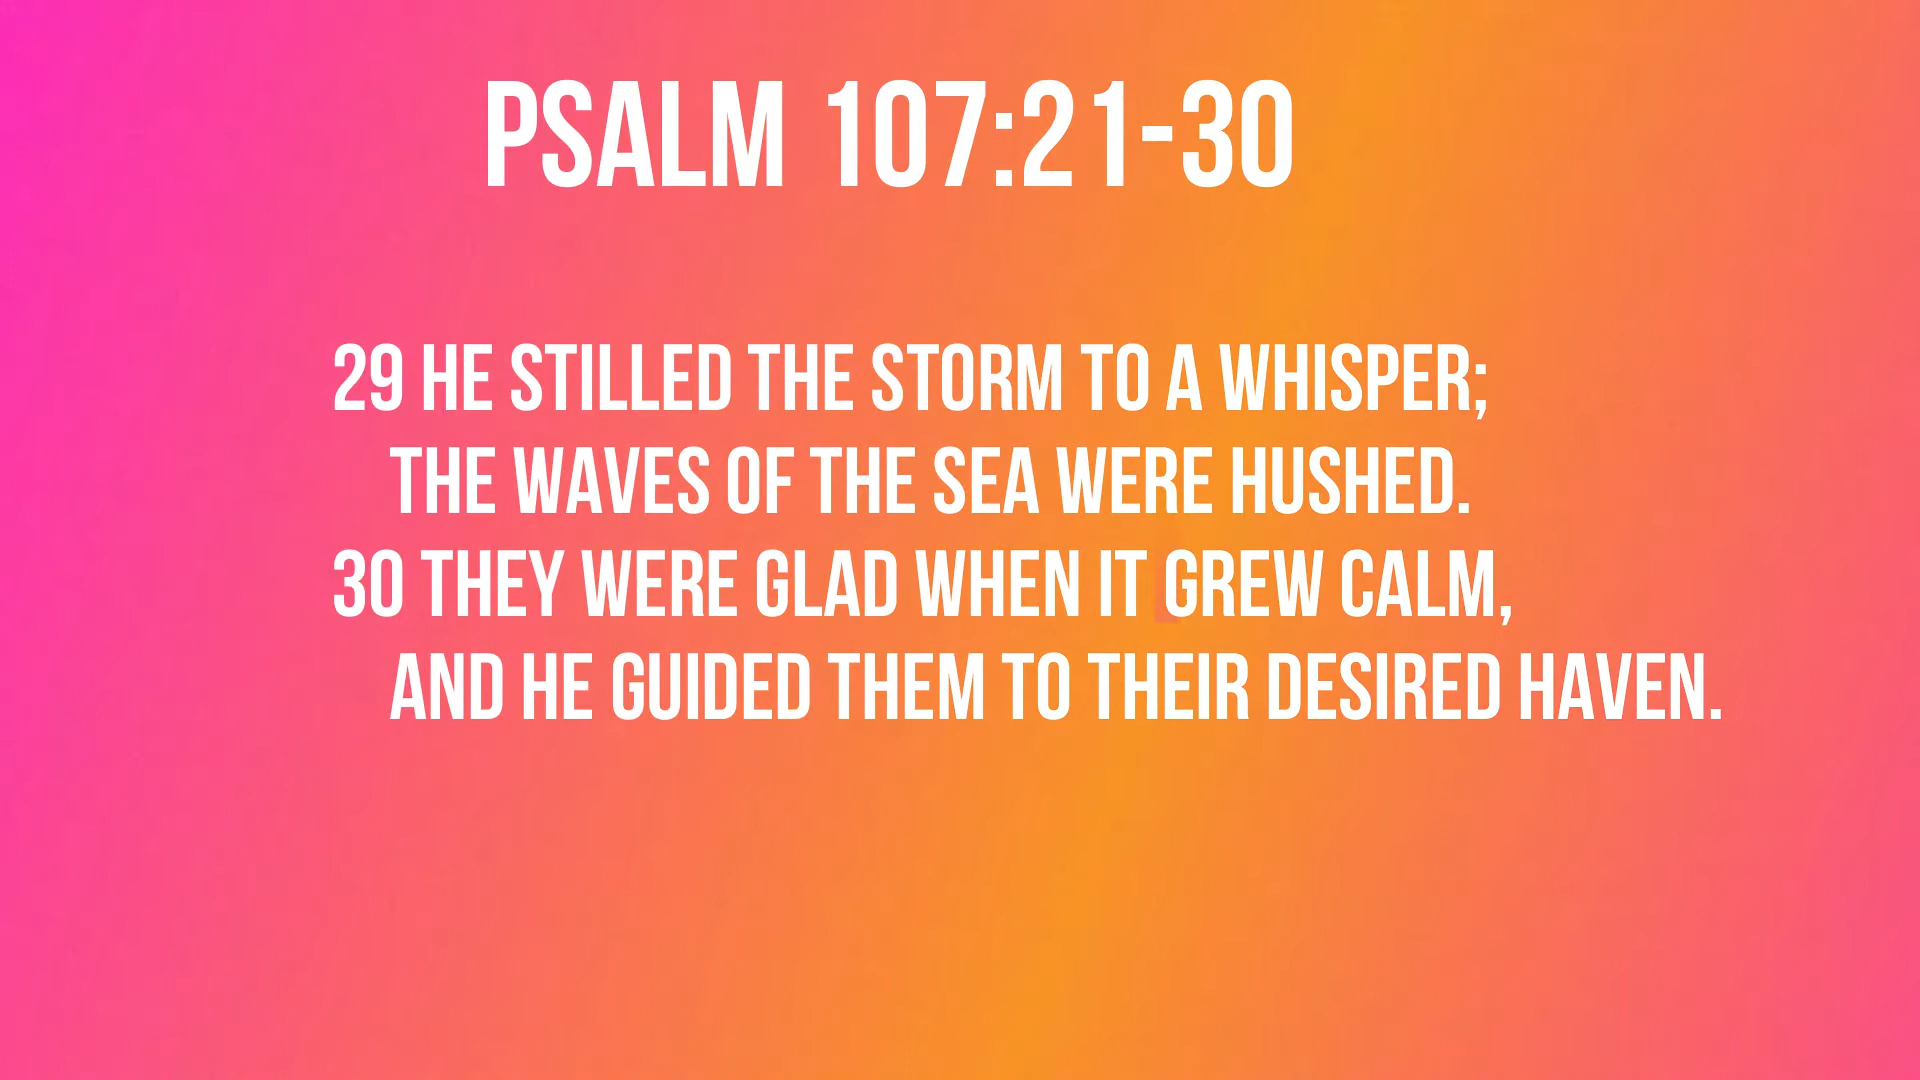 PSALM 107:21-30
29 HE STILLED THE STORM TO A WHISPER;
THE WAVES OF THE SEA WERE HUSHED.
30 THEY WERE GLAD WHEN IT GREW CALM,
AND HE GUIDED THEM TO THEIR DESIRED HAVEN.